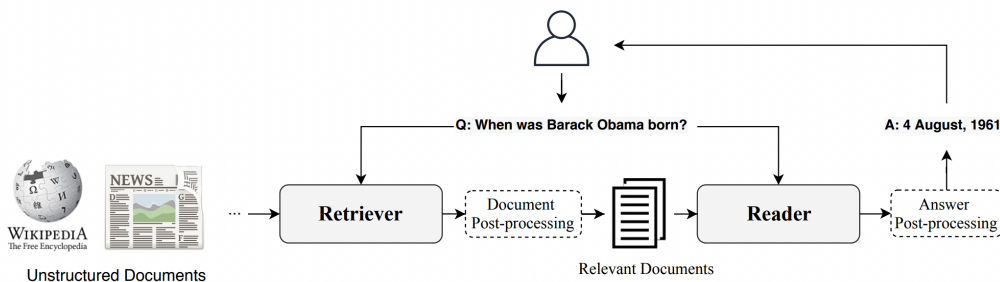 Q: When was Barack Obama born?
A: 4 August, 1961
NEWS
WIKIPEDIA
The Free Encyclopedia
Unstructured Documents
...
Retriever
Document
Post-processing
Relevant Documents
Reader
Answer
Post-processing